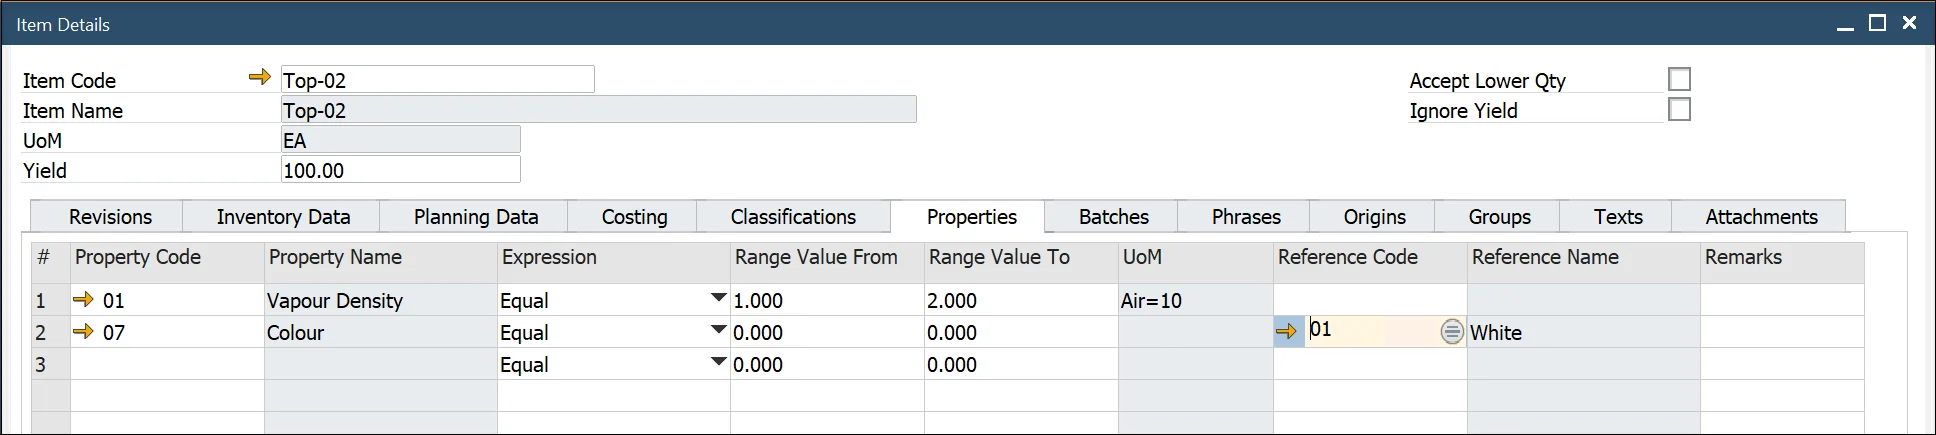 Item Details
Item Code Top-02 Accept Lower Qty
Item Name Top-02 Ignore Yield
UoM EA
Yield 100.00
Revisions Inventory Data Planning Data Costing Classifications Properties Batches Phrases Origins Groups Texts Attachments
# Property Code Property Name Expression Range Value From Range Value To UoM Reference Code Reference Name Remarks
1 01 Vapour Density Equal 1.000 2.000 Air=10
2 07 Colour Equal 0.000 0.000 01 White
3 Equal 0.000 0.000